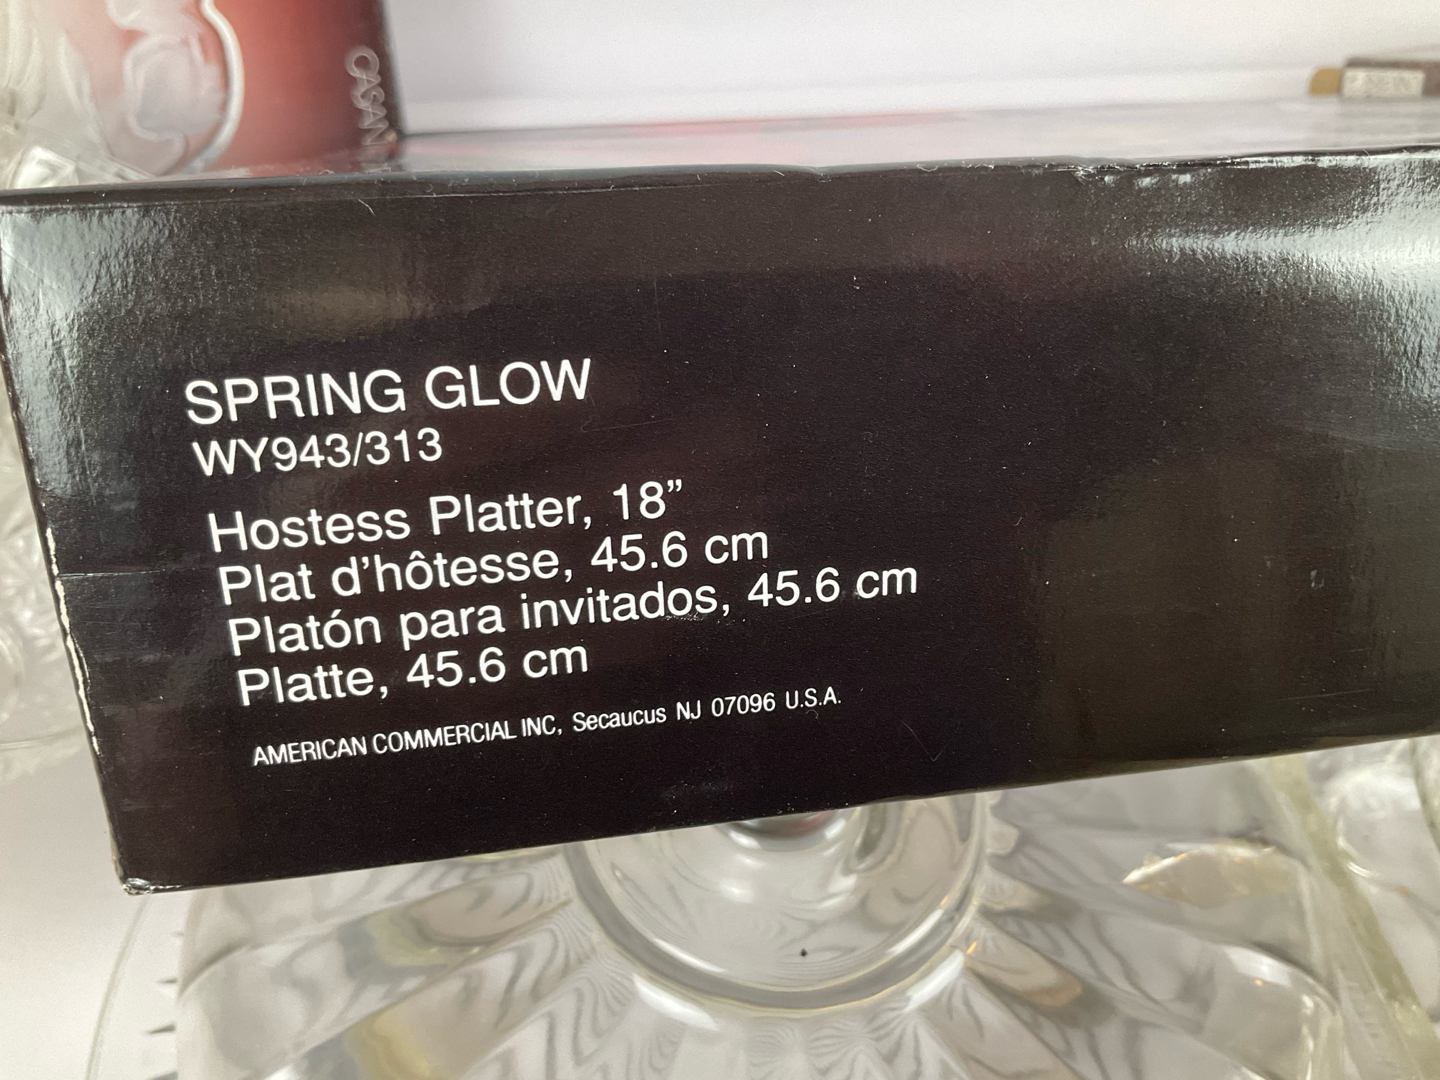 CASAN
SPRING GLOW
WY943/313
Hostess Platter, 18”
Plat d’hôtesse, 45.6 cm
Platón para invitados, 45.6 cm
Platte, 45.6 cm
AMERICAN COMMERCIAL INC, Secaucus NJ 07096 U.S.A.